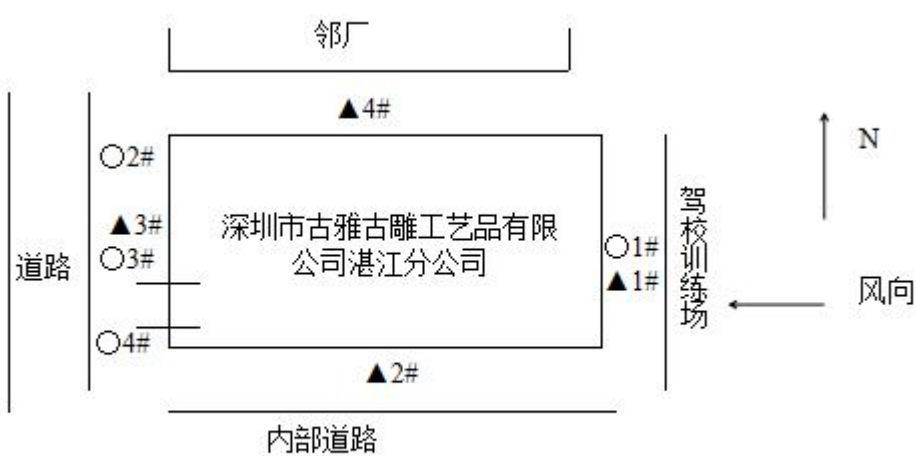 邻厂
▲4#
○2#
N
▲3#
深圳市古雅古雕工艺品有限
公司湛江分公司
驾校训练场
○1#
道路
○3#
▲1#
风向
○4#
▲2#
内部道路